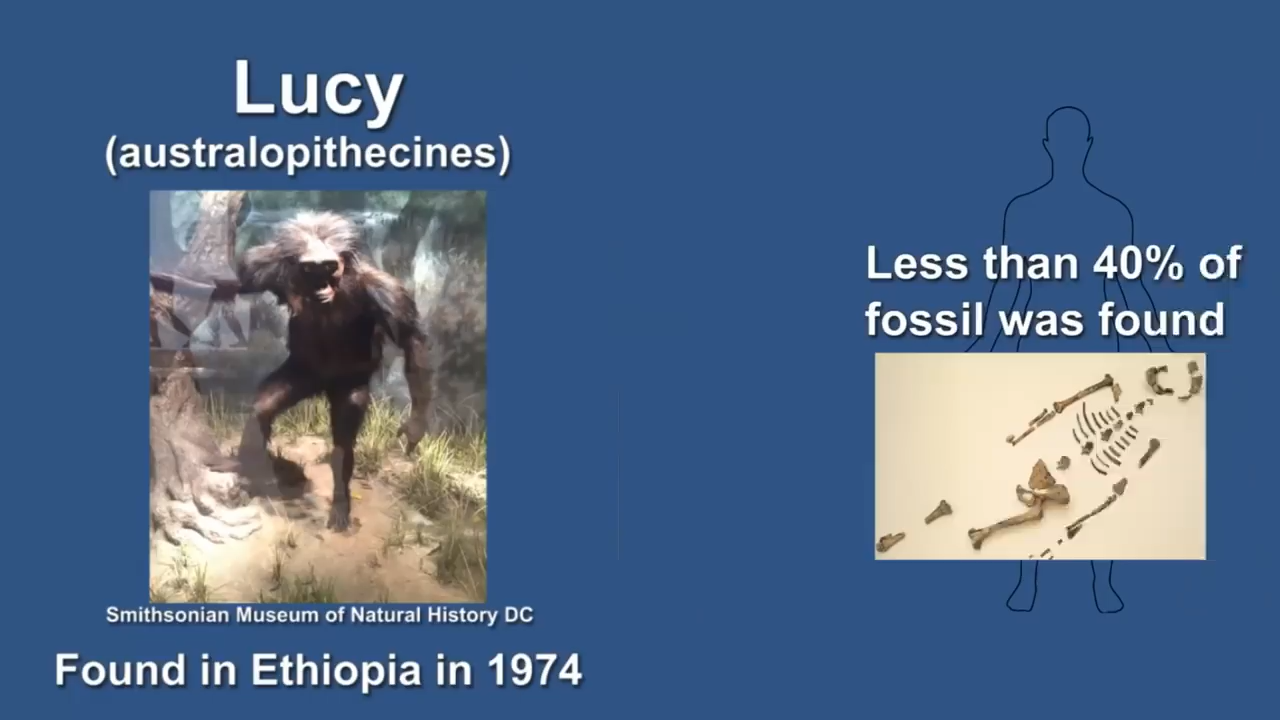 Lucy
(australopithecines)
Smithsonian Museum of Natural History DC
Found in Ethiopia in 1974
Less than 40% of
fossil was found